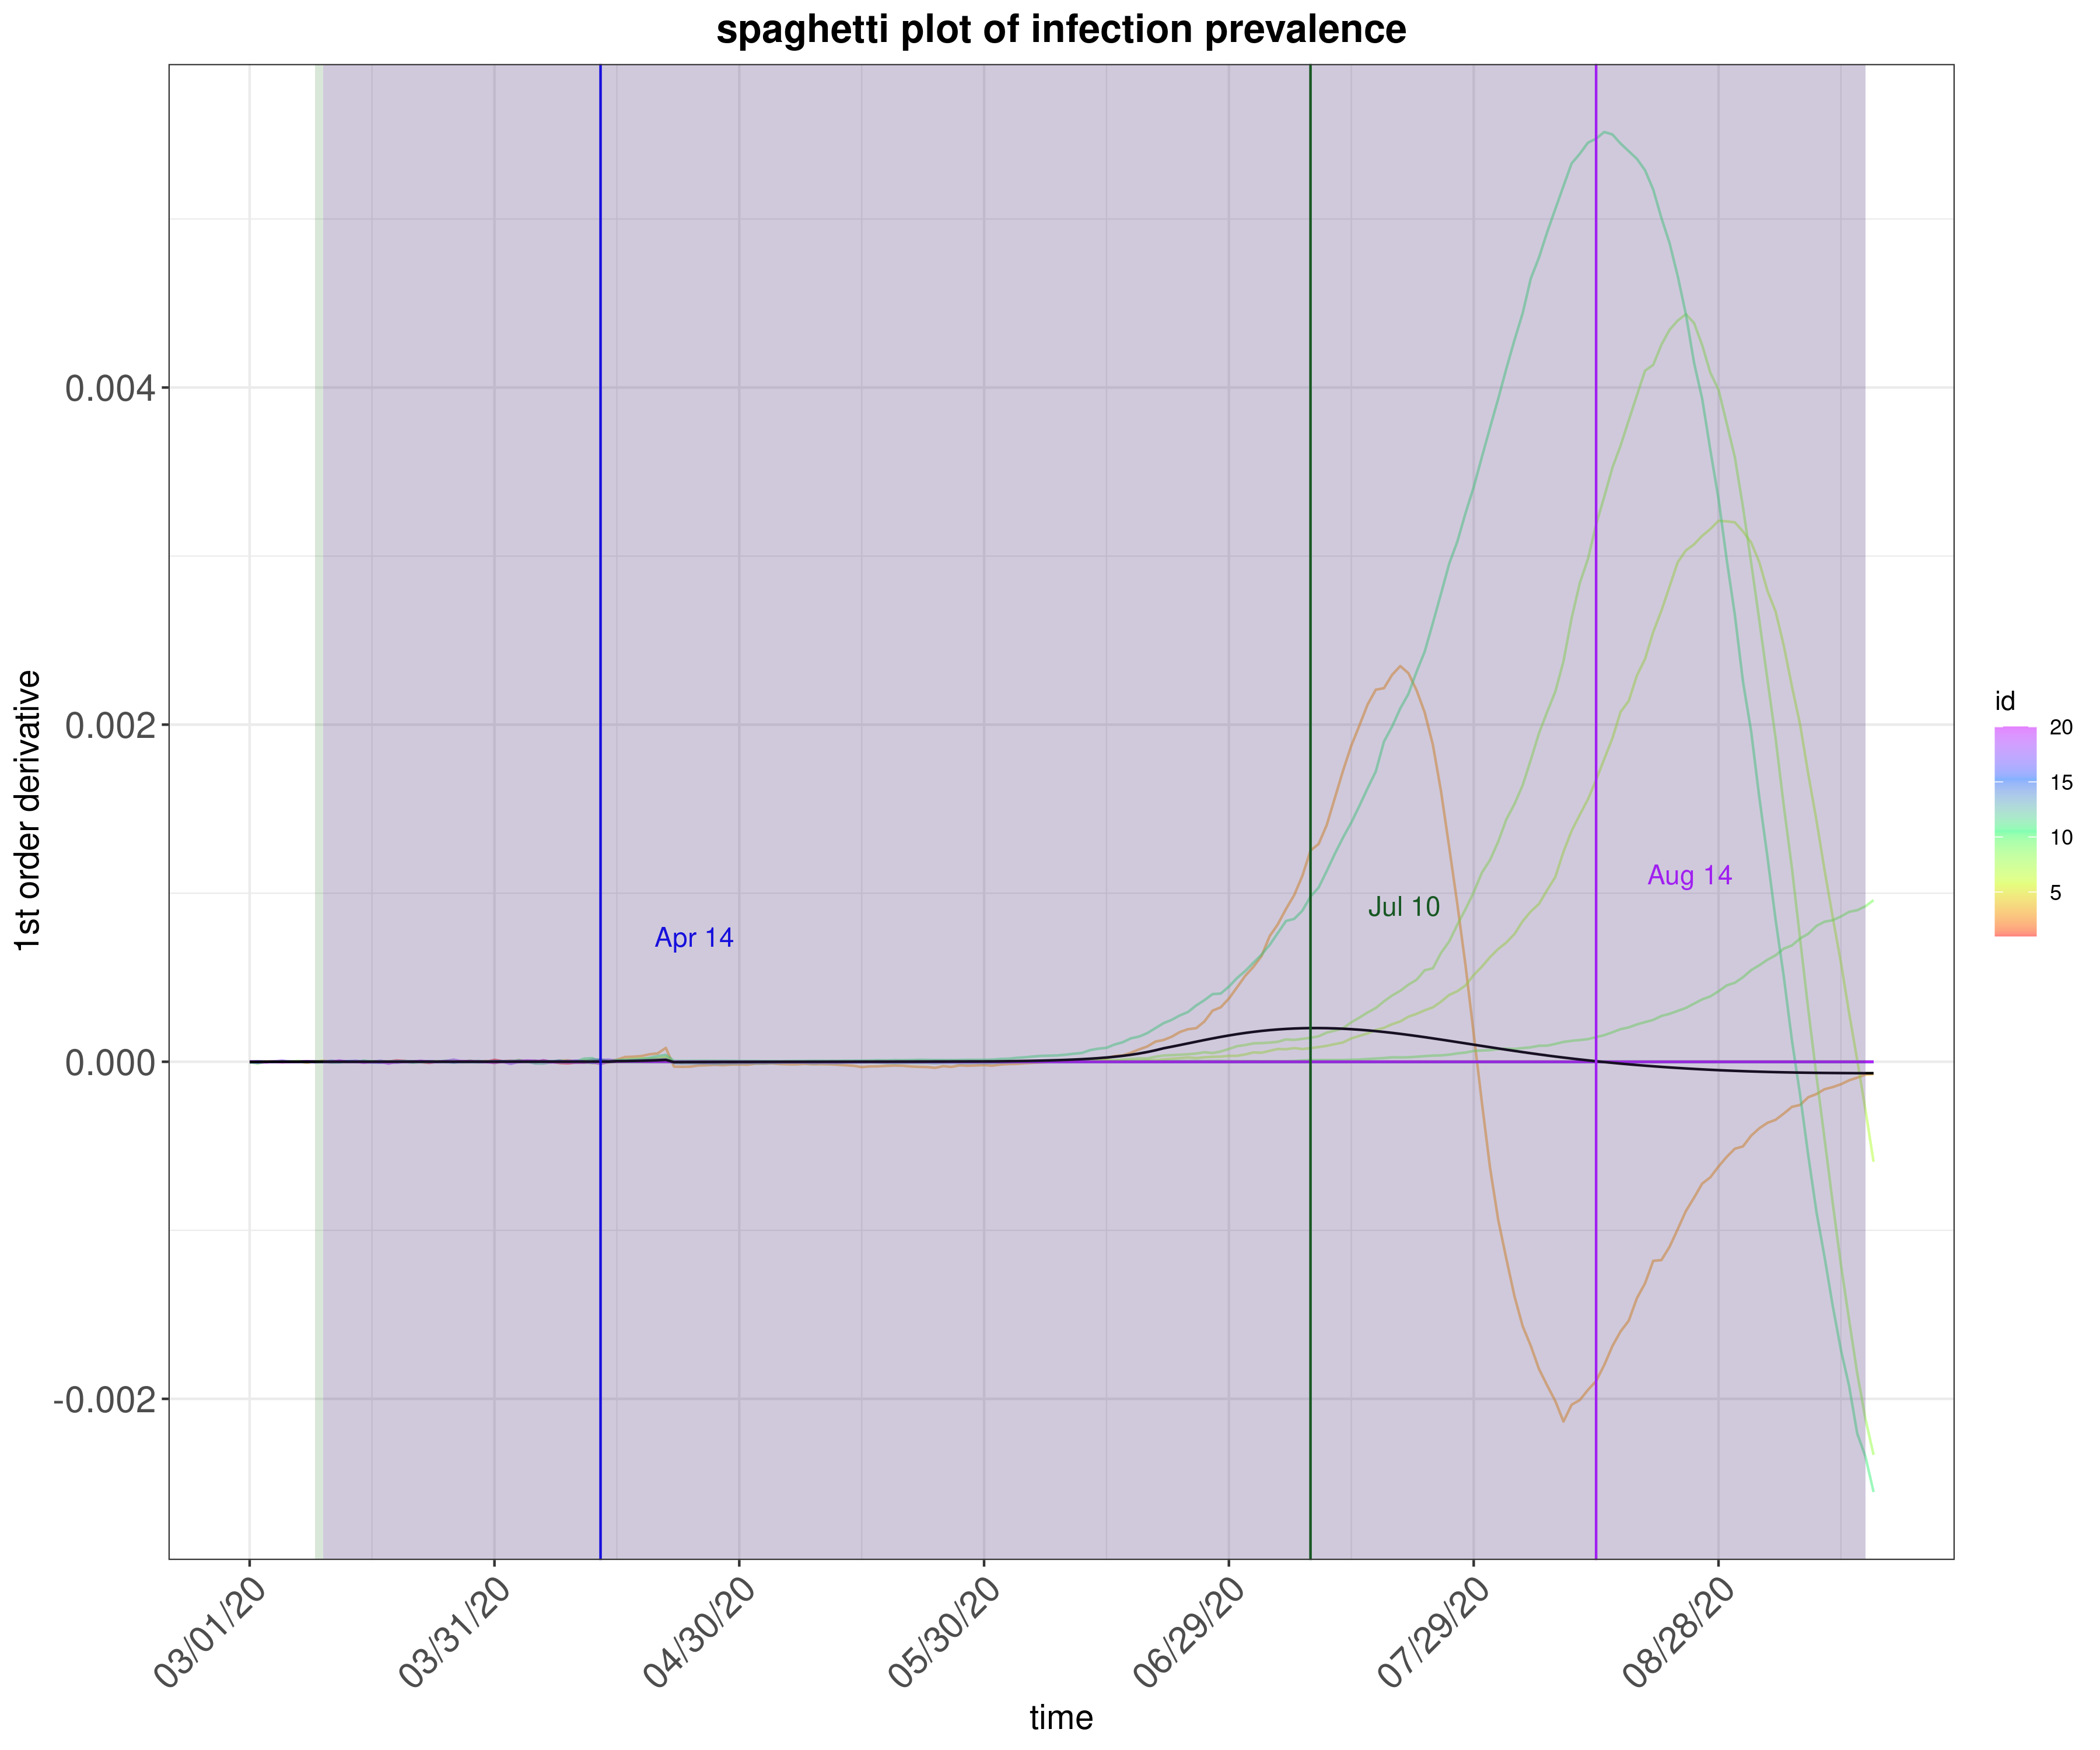 spaghetti plot of infection prevalence
1st order derivative
0.004
0.002
0.000
-0.002
Apr 14
Jul 10
Aug 14
id
20
15
10
5
03/01/20
03/31/20
04/30/20
05/30/20
06/29/20
07/29/20
08/28/20
time